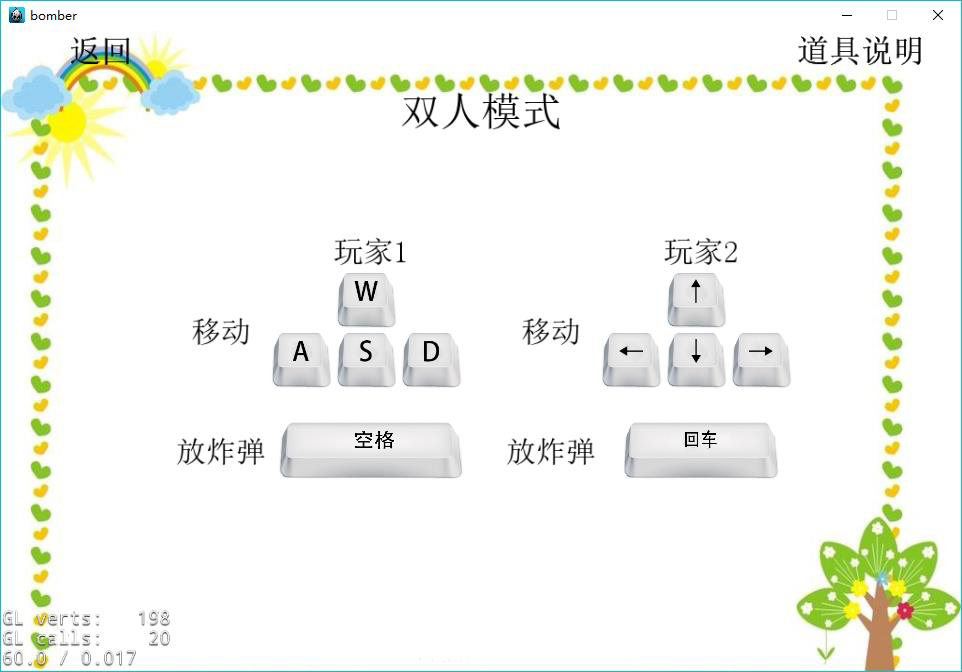 bomber
返回
道具说明
双人模式
玩家1
玩家2
W
↑
移动
A S D
移动
← ↓ →
放炸弹
空格
放炸弹
回车
GL verts: 198
GL calls: 20
60.0 / 0.017